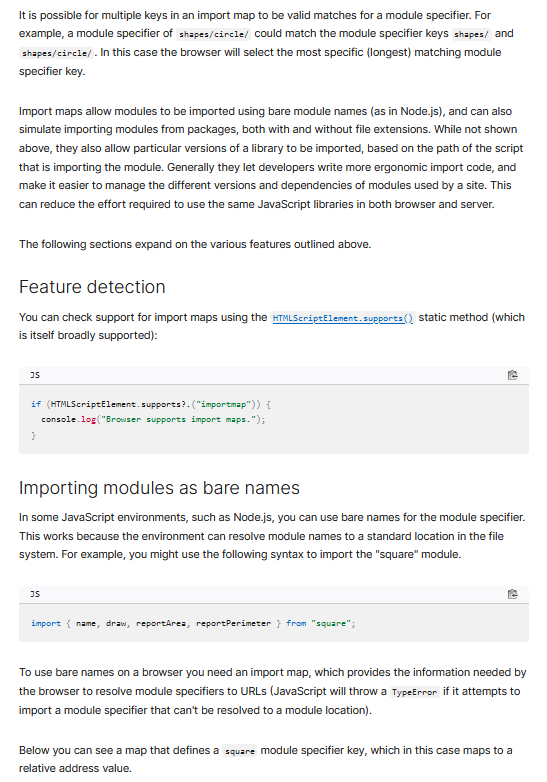 It is possible for multiple keys in an import map to be valid matches for a module specifier. For
example, a module specifier of shapes/circle/ could match the module specifier keys shapes/ and
shapes/circle/ . In this case the browser will select the most specific (longest) matching module
specifier key.
Import maps allow modules to be imported using bare module names (as in Node.js), and can also
simulate importing modules from packages, both with and without file extensions. While not shown
above, they also allow particular versions of a library to be imported, based on the path of the script
that is importing the module. Generally they let developers write more ergonomic import code, and
make it easier to manage the different versions and dependencies of modules used by a site. This
can reduce the effort required to use the same JavaScript libraries in both browser and server.
The following sections expand on the various features outlined above.
Feature detection
You can check support for import maps using the HTMLScriptElement.supports() static method (which
is itself broadly supported):
JS
if (HTMLScriptElement.supports?.("importmap")) {
  console.log("Browser supports import maps.");
}
Importing modules as bare names
In some JavaScript environments, such as Node.js, you can use bare names for the module specifier.
This works because the environment can resolve module names to a standard location in the file
system. For example, you might use the following syntax to import the "square" module.
JS
import { name, draw, reportArea, reportPerimeter } from "square";
To use bare names on a browser you need an import map, which provides the information needed by
the browser to resolve module specifiers to URLs (JavaScript will throw a TypeError if it attempts to
import a module specifier that can't be resolved to a module location).
Below you can see a map that defines a square module specifier key, which in this case maps to a
relative address value.